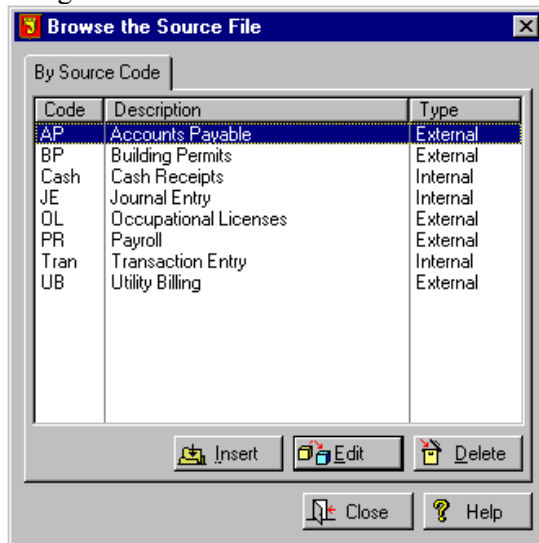 Browse the Source File
By Source Code
Code Description Type
AP Accounts Payable External
BP Building Permits External
Cash Cash Receipts Internal
JE Journal Entry Internal
OL Occupational Licenses External
PR Payroll External
Tran Transaction Entry Internal
UB Utility Billing External
Insert Edit Delete
Close Help